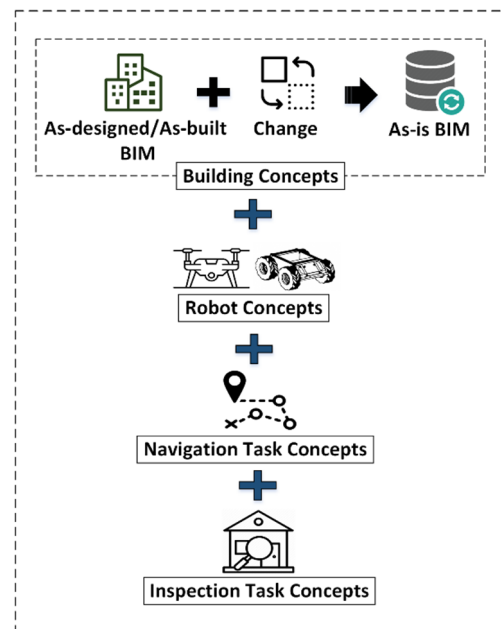 As-designed/As-built
BIM
Change
As-is BIM
Building Concepts
Robot Concepts
Navigation Task Concepts
Inspection Task Concepts